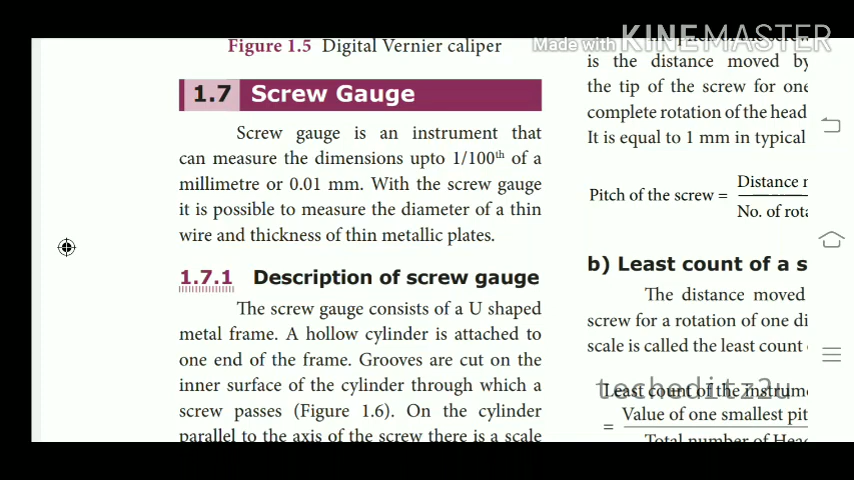 Figure 1.5 Digital Vernier caliper
1.7 Screw Gauge
Screw gauge is an instrument that
can measure the dimensions upto 1/100th of a
millimetre or 0.01 mm. With the screw gauge
it is possible to measure the diameter of a thin
wire and thickness of thin metallic plates.
1.7.1 Description of screw gauge
The screw gauge consists of a U shaped
metal frame. A hollow cylinder is attached to
one end of the frame. Grooves are cut on the
inner surface of the cylinder through which a
screw passes (Figure 1.6). On the cylinder
parallel to the axis of the screw there is a scale
Made with KINEMASTER
is the distance moved by
the tip of the screw for one
complete rotation of the head
It is equal to 1 mm in typical
Pitch of the screw =
Distance
No. of
b) Least count of a
The distance moved
screw for a rotation of one
scale is called the least count
techeditz2u
Least count of the
= Value of one smallest
Total number of